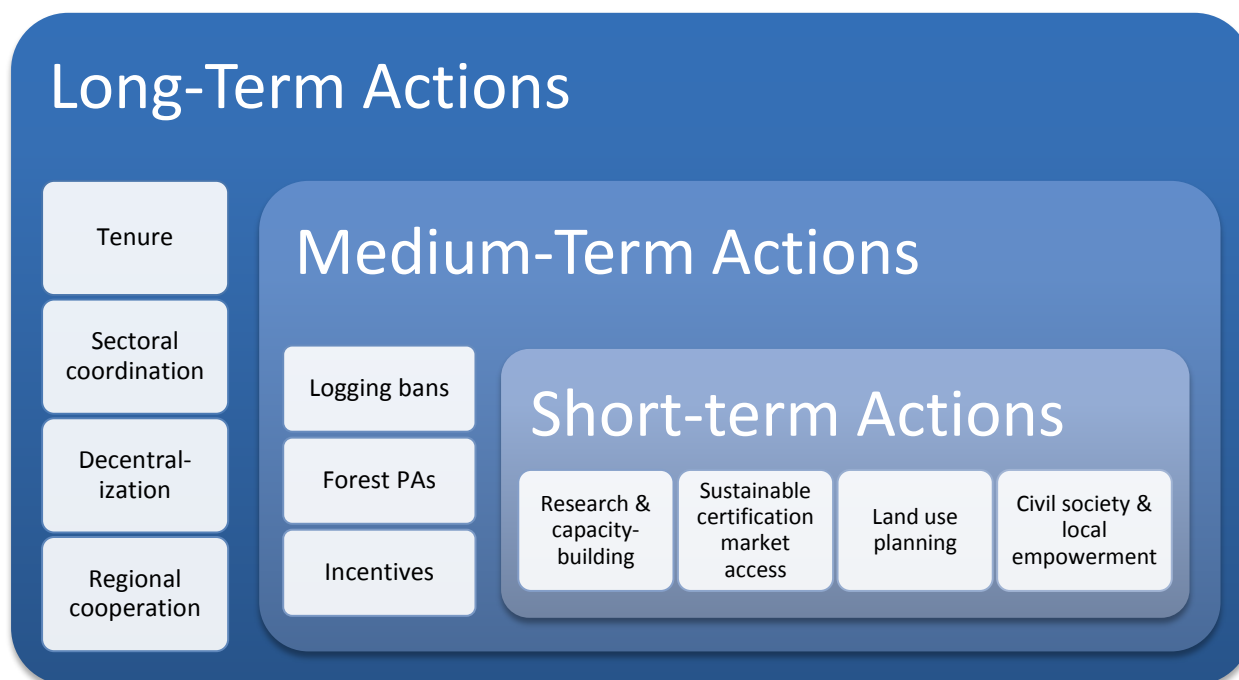 Long-Term Actions
Tenure
Sectoral
coordination
Decentral-
ization
Regional
cooperation
Medium-Term Actions
Logging bans
Forest PAs
Incentives
Short-term Actions
Research &
capacity-
building
Sustainable
certification
market
access
Land use
planning
Civil society &
local
empowerment